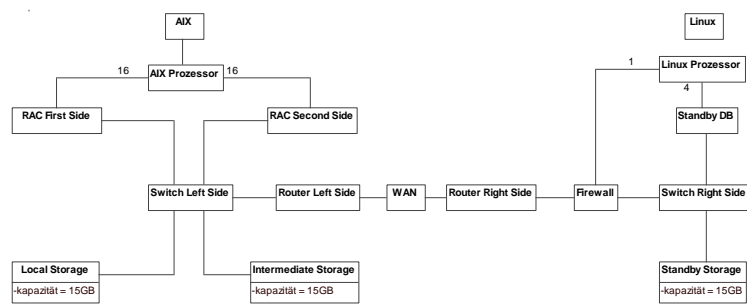 AIX
Linux
AIX Prozessor
Linux Prozessor
16
16
1
4
RAC First Side
RAC Second Side
Standby DB
Switch Left Side
Router Left Side
WAN
Router Right Side
Firewall
Switch Right Side
Local Storage
-kapazität = 15GB
Intermediate Storage
-kapazität = 15GB
Standby Storage
-kapazität = 15GB